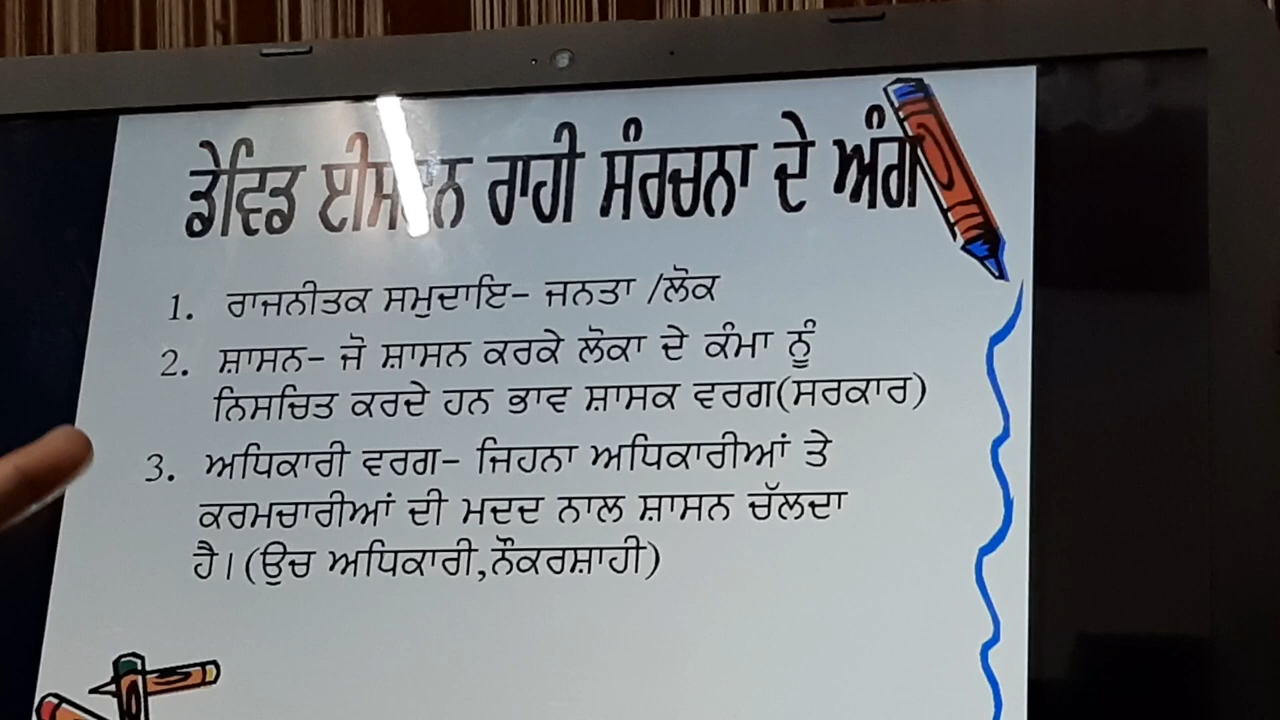 ਡੇਵਿਡ ਰਾਹੀ ਸੰਰਚਨਾ ਦੇ ਅੰਗ
1. ਰਾਜਨੀਤਕ ਸਮੁਦਾਇ- ਜਨਤਾ /ਲੋਕ
2. ਸ਼ਾਸਨ- ਜੋ ਸ਼ਾਸਨ ਕਰਕੇ ਲੋਕਾ ਦੇ ਕੰਮਾ ਨੂੰ
ਨਿਸਚਿਤ ਕਰਦੇ ਹਨ ਭਾਵ ਸ਼ਾਸਕ ਵਰਗ(ਸਰਕਾਰ)
3. ਅਧਿਕਾਰੀ ਵਰਗ- ਜਿਹਨਾ ਅਧਿਕਾਰੀਆਂ ਤੇ
ਕਰਮਚਾਰੀਆਂ ਦੀ ਮਦਦ ਨਾਲ ਸ਼ਾਸਨ ਚੱਲਦਾ
ਹੈ।(ਉਚ ਅਧਿਕਾਰੀ,ਨੌਕਰਸ਼ਾਹੀ)